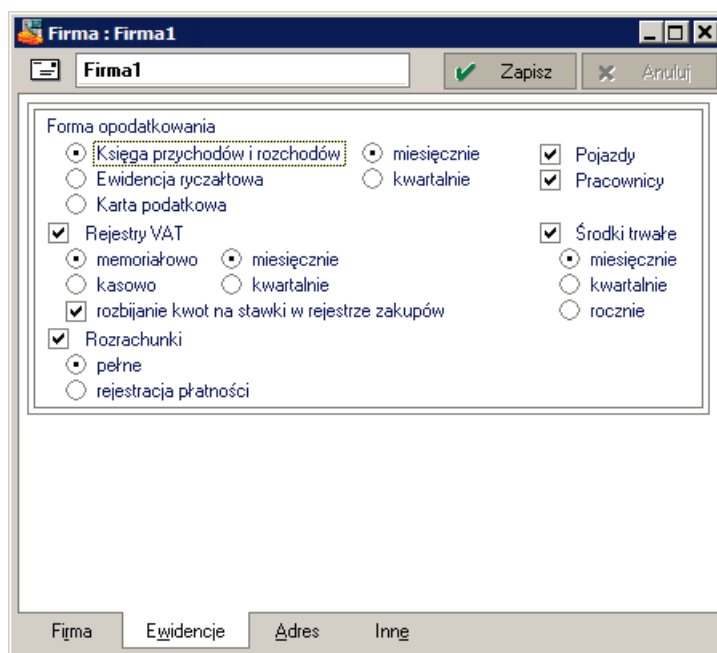 Firma : Firma1
Firma1 Zapisz Anuluj
Forma opodatkowania
Księga przychodów i rozchodów miesięcznie Pojazdy
Ewidencja ryczałtowa kwartalnie Pracownicy
Karta podatkowa
Rejestry VAT Środki trwałe
memoriałowo miesięcznie miesięcznie
kasowo kwartalnie kwartalnie
rozbijanie kwot na stawki w rejestrze zakupów rocznie
Rozrachunki
pełne
rejestracja płatności
Firma Ewidencje Adres Inne